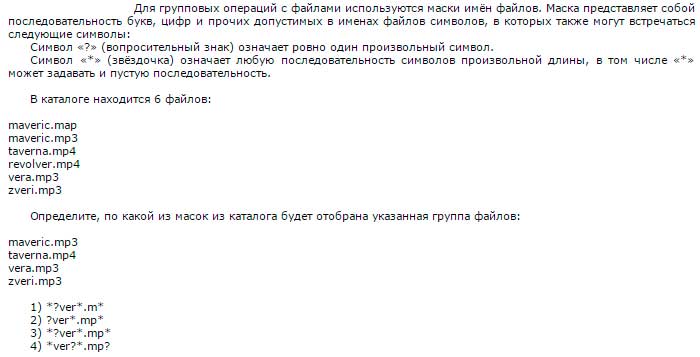 Для групповых операций с файлами используются маски имён файлов. Маска представляет собой
последовательность букв, цифр и прочих допустимых в именах файлов символов, в которых также могут встречаться
следующие символы:
Символ «?» (вопросительный знак) означает ровно один произвольный символ.
Символ «*» (звёздочка) означает любую последовательность символов произвольной длины, в том числе «*»
может задавать и пустую последовательность.
В каталоге находится 6 файлов:
maveric.map
maveric.mp3
taverna.mp4
revolver.mp4
vera.mp3
zveri.mp3
Определите, по какой из масок из каталога будет отобрана указанная группа файлов:
maveric.mp3
taverna.mp4
vera.mp3
zveri.mp3
1) *?ver*.m*
2) ?ver*.mp*
3) *?ver*.mp*
4) *ver?*.mp?